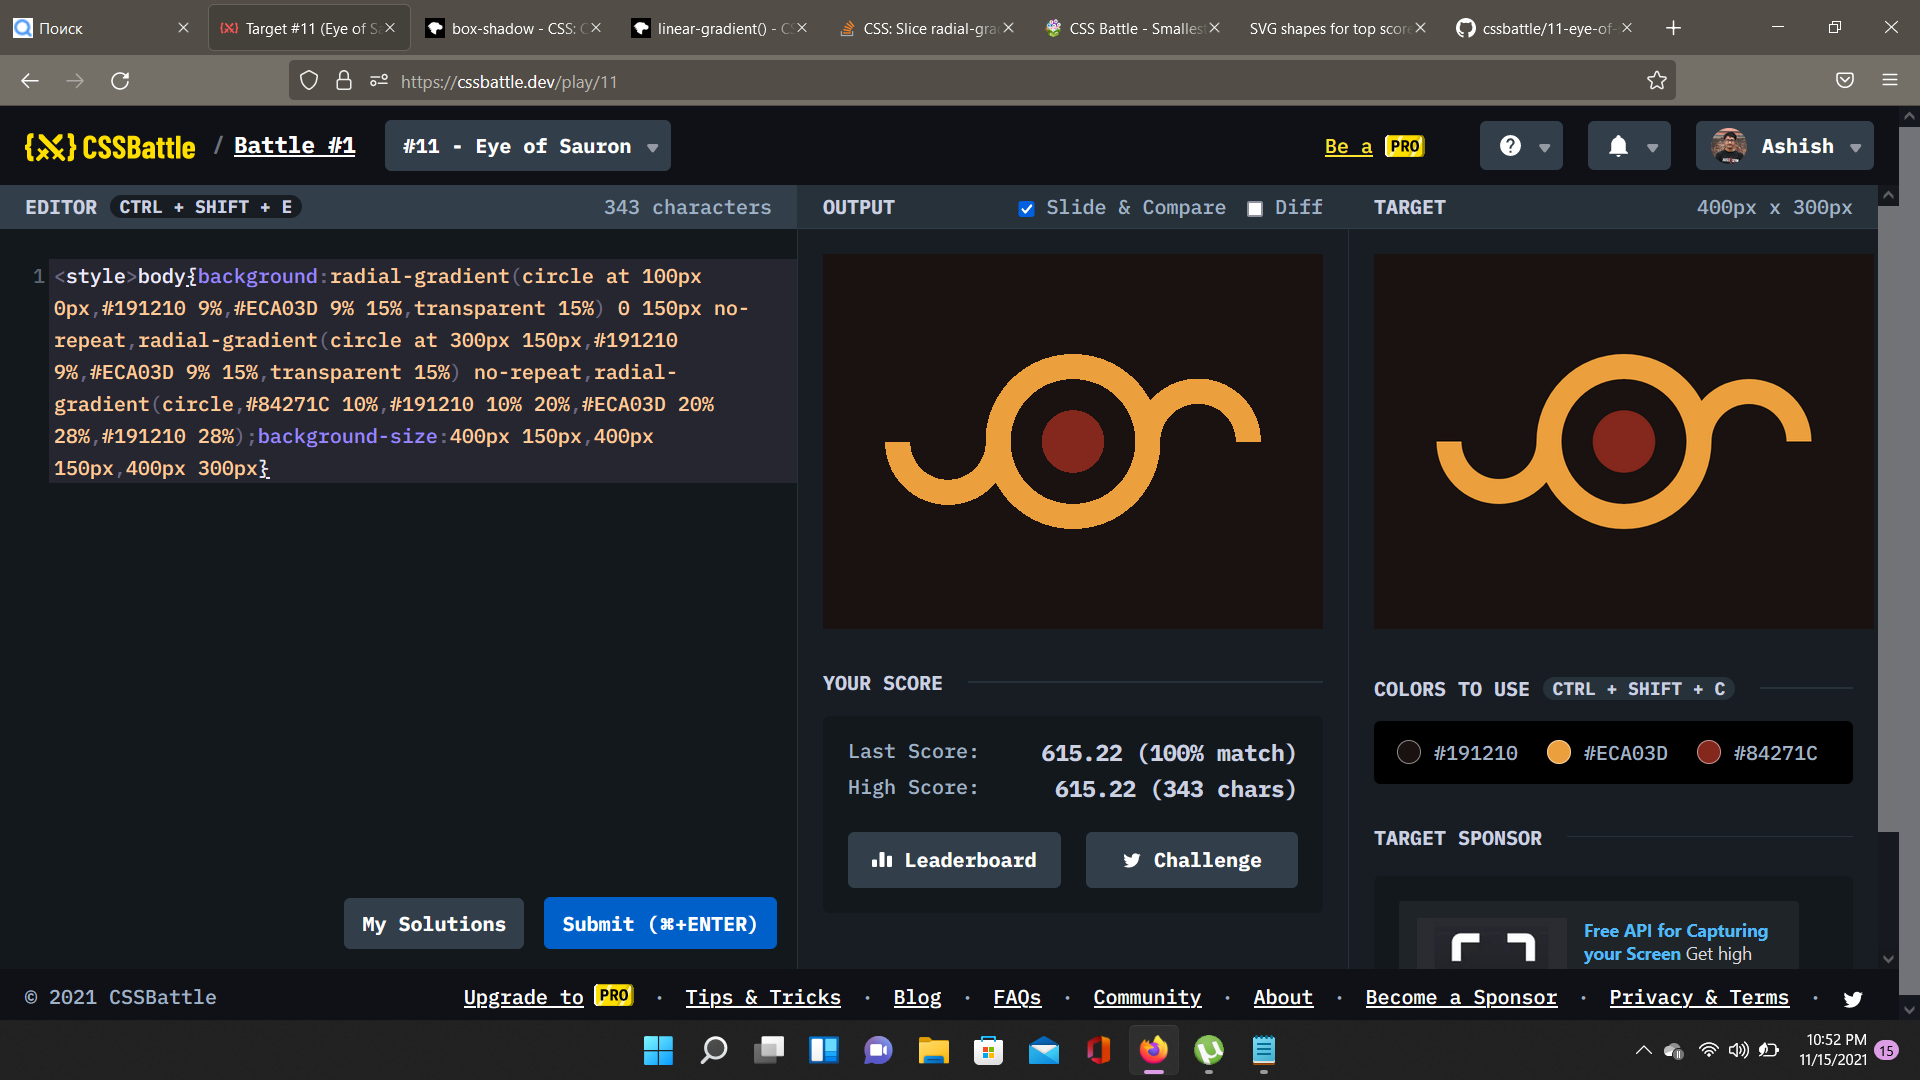 Поиск
Target #11 (Eye of Sa
box-shadow - CSS: C
linear-gradient() - CS
CSS: Slice radial-gra
CSS Battle - Smallest
SVG shapes for top score
cssbattle/11-eye-of-
https://cssbattle.dev/play/11
{X} CSSBattle / Battle #1
#11 - Eye of Sauron
Be a PRO
?
Ashish
EDITOR CTRL + SHIFT + E
343 characters
OUTPUT
Slide & Compare
Diff
TARGET
400px x 300px
1
<style>body{background:radial-gradient(circle at 100px
0px,#191210 9%,#ECA03D 9% 15%,transparent 15%) 0 150px no-
repeat,radial-gradient(circle at 300px 150px,#191210
9%,#ECA03D 9% 15%,transparent 15%) no-repeat,radial-
gradient(circle,#84271C 10%,#191210 10% 20%,#ECA03D 20%
28%,#191210 28%);background-size:400px 150px,400px
150px,400px 300px}
YOUR SCORE
Last Score: 615.22 (100% match)
High Score: 615.22 (343 chars)
Leaderboard
Challenge
COLORS TO USE CTRL + SHIFT + C
#191210 #ECA03D #84271C
TARGET SPONSOR
Free API for Capturing
your Screen Get high
My Solutions
Submit (⌘+ENTER)
© 2021 CSSBattle
Upgrade to PRO · Tips & Tricks · Blog · FAQs · Community · About · Become a Sponsor · Privacy & Terms ·
10:52 PM
11/15/2021
15